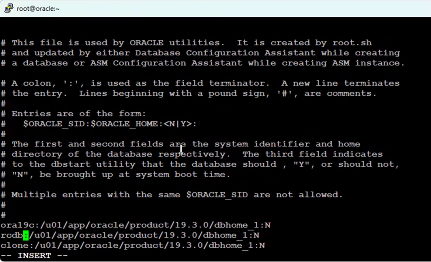 root@oracle:~
# This file is used by ORACLE utilities.  It is created by root.sh
# and updated by either Database Configuration Assistant while creating
# a database or ASM Configuration Assistant while creating ASM instance.
# A colon, ':', is used as the field terminator.  A new line terminates
# the entry.  Lines beginning with a pound sign, '#', are comments.
#
# Entries are of the form:
#   $ORACLE_SID:$ORACLE_HOME:<N|Y>:
#
# The first and second fields are the system identifier and home
# directory of the database respectively.  The third field indicates
# to the dbstart utility that the database should , "Y", or should not,
# "N", be brought up at system boot time.
#
# Multiple entries with the same $ORACLE_SID are not allowed.
#
#
oral9c:/u01/app/oracle/product/19.3.0/dbhome_1:N
rcdb:/u01/app/oracle/product/19.3.0/dbhome_1:N
clone:/u01/app/oracle/product/19.3.0/dbhome_1:N
-- INSERT --